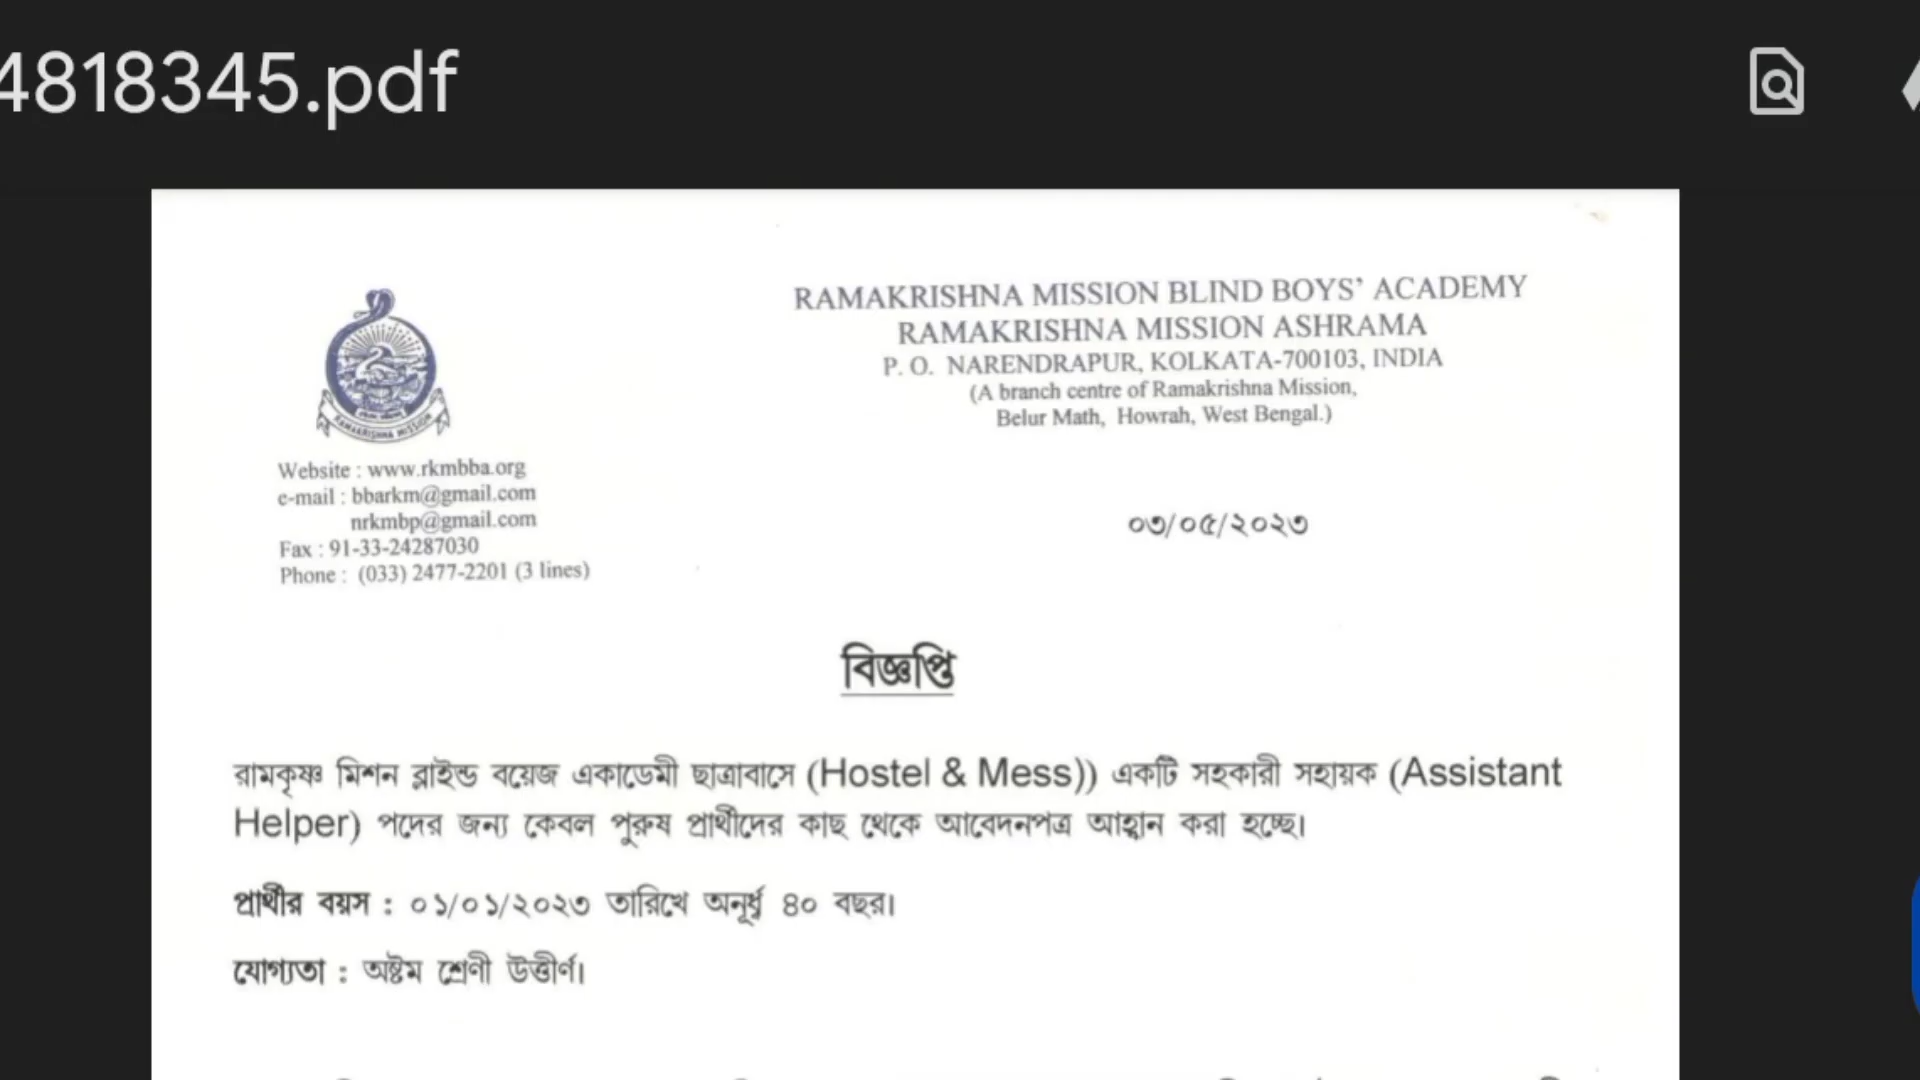 4818345.pdf
RAMAKRISHNA MISSION BLIND BOYS' ACADEMY
RAMAKRISHNA MISSION ASHRAMA
P. O. NARENDRAPUR, KOLKATA-700103, INDIA
(A branch centre of Ramakrishna Mission,
Belur Math, Howrah, West Bengal.)
RAMAKRISHNA MISSION
Website : www.rkmbba.org
e-mail : bbarkm@gmail.com
nrkmbp@gmail.com
Fax : 91-33-24287030
Phone : (033) 2477-2201 (3 lines)
০৩/০৫/২০২৩
বিজ্ঞপ্তি
রামকৃষ্ণ মিশন ব্লাইন্ড বয়েজ একাডেমী ছাত্রাবাসে (Hostel & Mess)) একটি সহকারী সহায়ক (Assistant
Helper) পদের জন্য কেবল পুরুষ প্রার্থীদের কাছ থেকে আবেদনপত্র আহ্বান করা হচ্ছে।
প্রার্থীর বয়স : ০১/০১/২০২৩ তারিখে অনূর্ধ্ব ৪০ বছর।
যোগ্যতা : অষ্টম শ্রেণী উত্তীর্ণ।